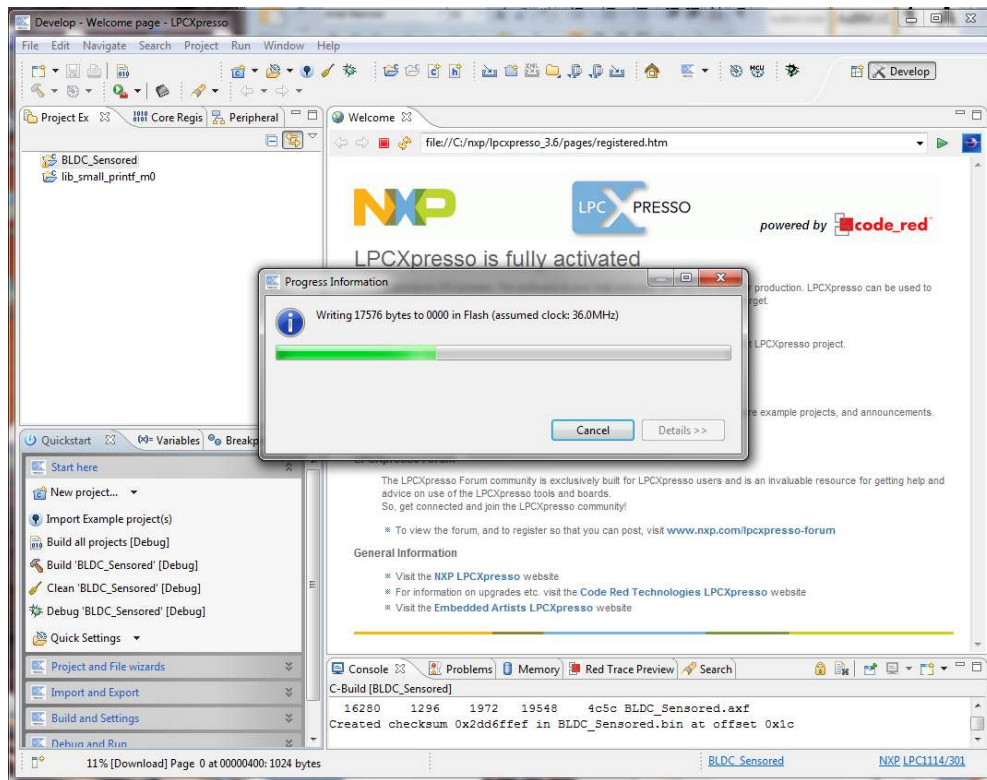 Develop - Welcome page - LPCXpresso
File Edit Navigate Search Project Run Window Help
Develop
Project Ex
Core Regis
Peripheral
BLDC_Sensored
lib_small_printf_m0
Welcome
file://C:/nxp/lpcxpresso_3.6/pages/registered.htm
NXP
LPC XPRESSO
powered by code_red
LPCXpresso is fully activated
production. LPCXpresso can be used to
LPCXpresso project.
example projects, and announcements.
Progress Information
Writing 17576 bytes to 0000 in Flash (assumed clock: 36.0MHz)
Cancel
Details >>
The LPCXpresso Forum community is exclusively built for LPCXpresso users and is an invaluable resource for getting help and
advice on use of the LPCXpresso tools and boards.
So, get connected and join the LPCXpresso community!
To view the forum, and to register so that you can post, visit www.nxp.com/lpcxpresso-forum
General Information
Visit the NXP LPCXpresso website
For information on upgrades etc. visit the Code Red Technologies LPCXpresso website
Visit the Embedded Artists LPCXpresso website
Quickstart
(x)= Variables
Breakp
Start here
New project...
Import Example project(s)
Build all projects [Debug]
Build 'BLDC_Sensored' [Debug]
Clean 'BLDC_Sensored' [Debug]
Debug 'BLDC_Sensored' [Debug]
Quick Settings
Project and File wizards
Import and Export
Build and Settings
Debug and Run
Console
Problems
Memory
Red Trace Preview
Search
C-Build [BLDC_Sensored]
16280 1296 1972 19548 4c5c BLDC_Sensored.axf
Created checksum 0x2dd6ffef in BLDC_Sensored.bin at offset 0x1c
11% [Download] Page 0 at 00000400: 1024 bytes
BLDC_Sensored
NXP LPC1114/301